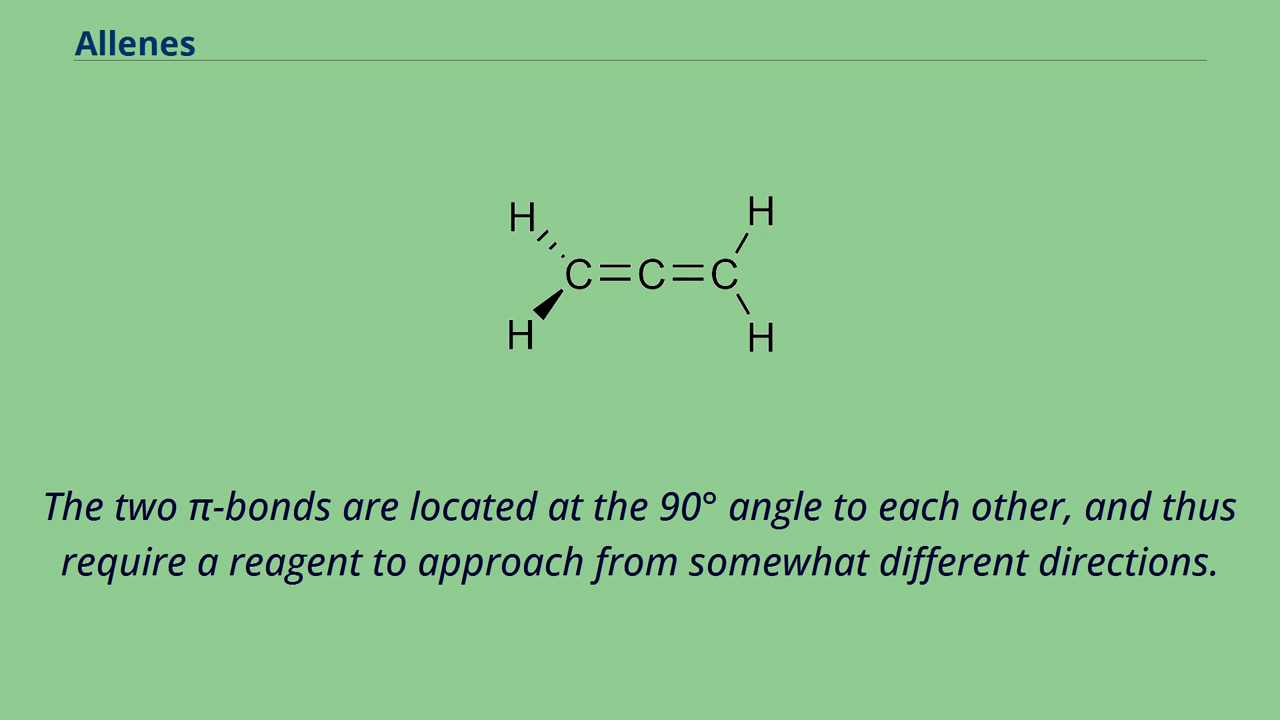 Allenes
H H
C=C=C
H H
The two π-bonds are located at the 90° angle to each other, and thus
require a reagent to approach from somewhat different directions.